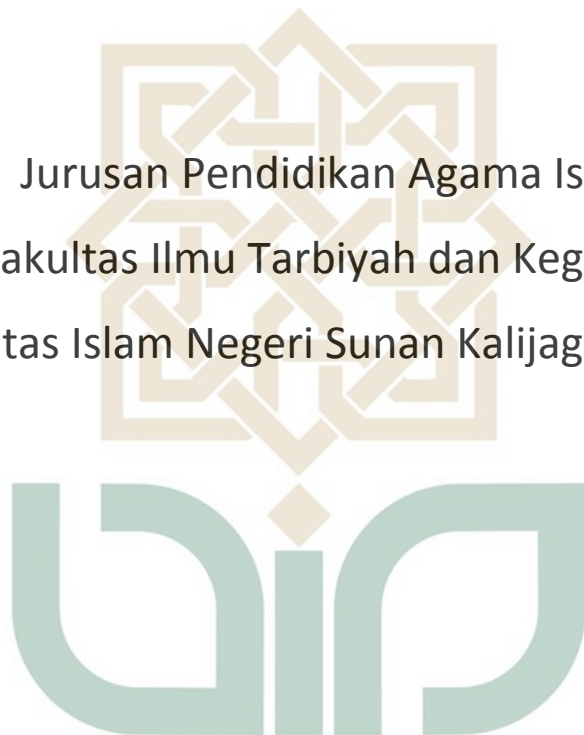 Jurusan Pendidikan Agama Is
akultas Ilmu Tarbiyah dan Keg
tas Islam Negeri Sunan Kalijag